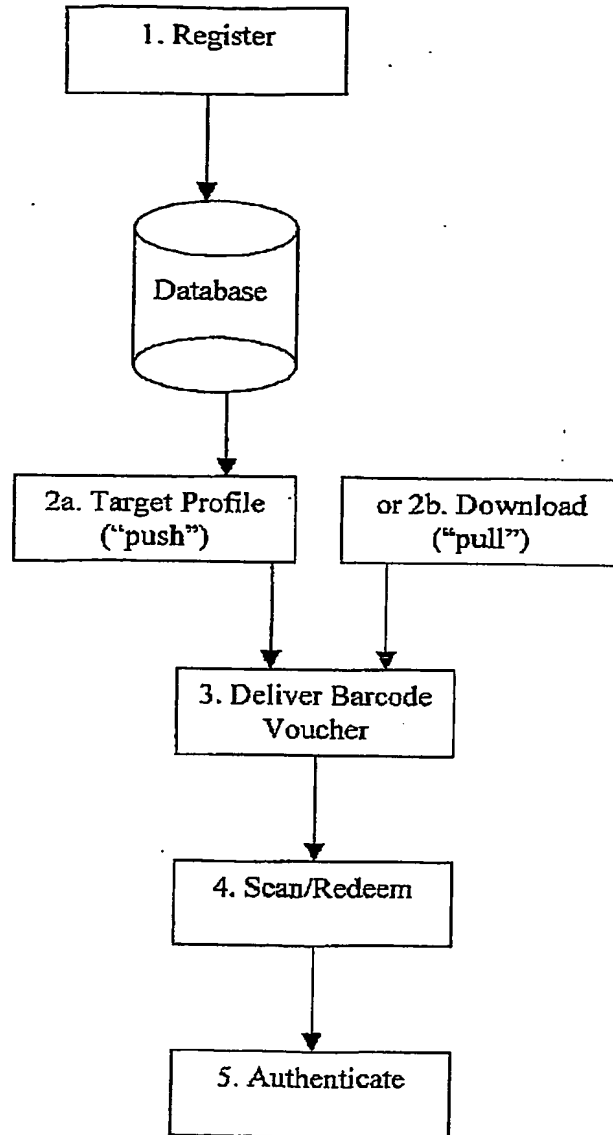 1. Register
Database
2a. Target Profile
(“push”)
or 2b. Download
(“pull”)
3. Deliver Barcode
Voucher
4. Scan/Redeem
5. Authenticate